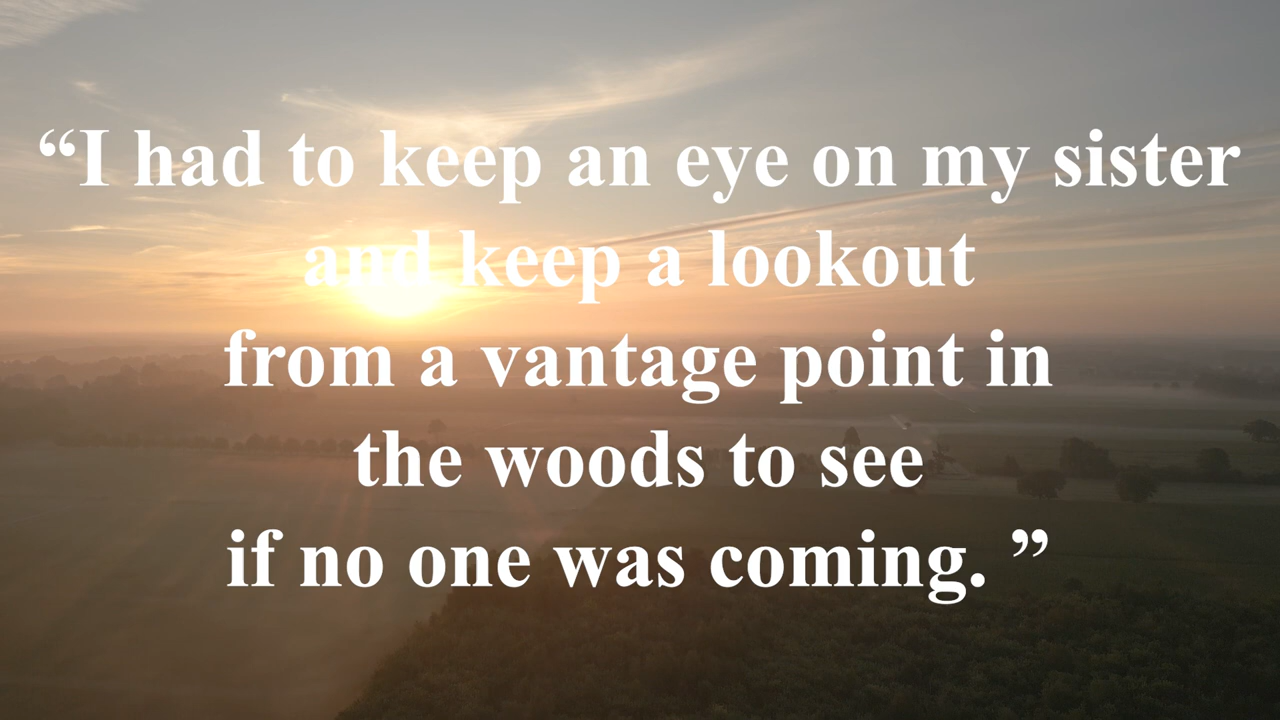 “I had to keep an eye on my sister
and keep a lookout
from a vantage point in
the woods to see
if no one was coming. ”